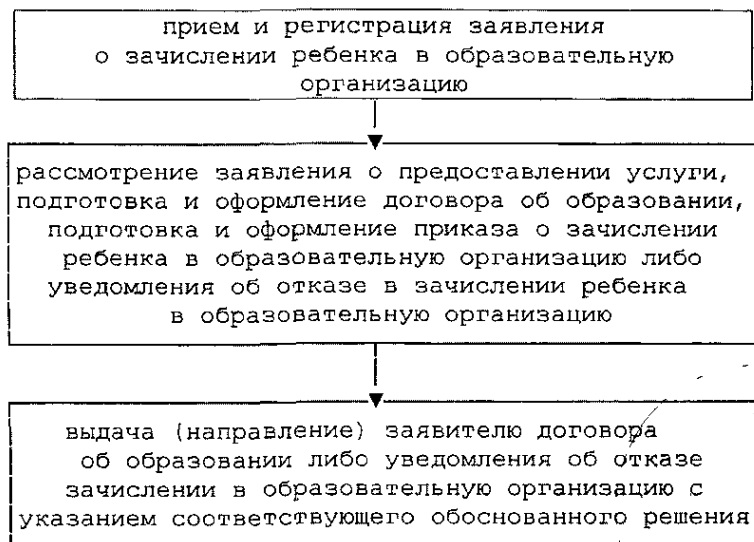 прием и регистрация заявления
о зачислении ребенка в образовательную
организацию
рассмотрение заявления о предоставлении услуги,
подготовка и оформление договора об образовании,
подготовка и оформление приказа о зачислении
ребенка в образовательную организацию либо
уведомления об отказе в зачислении ребенка
в образовательную организацию
выдача (направление) заявителю договора
об образовании либо уведомления об отказе
зачислении в образовательную организацию с
указанием соответствующего обоснованного решения